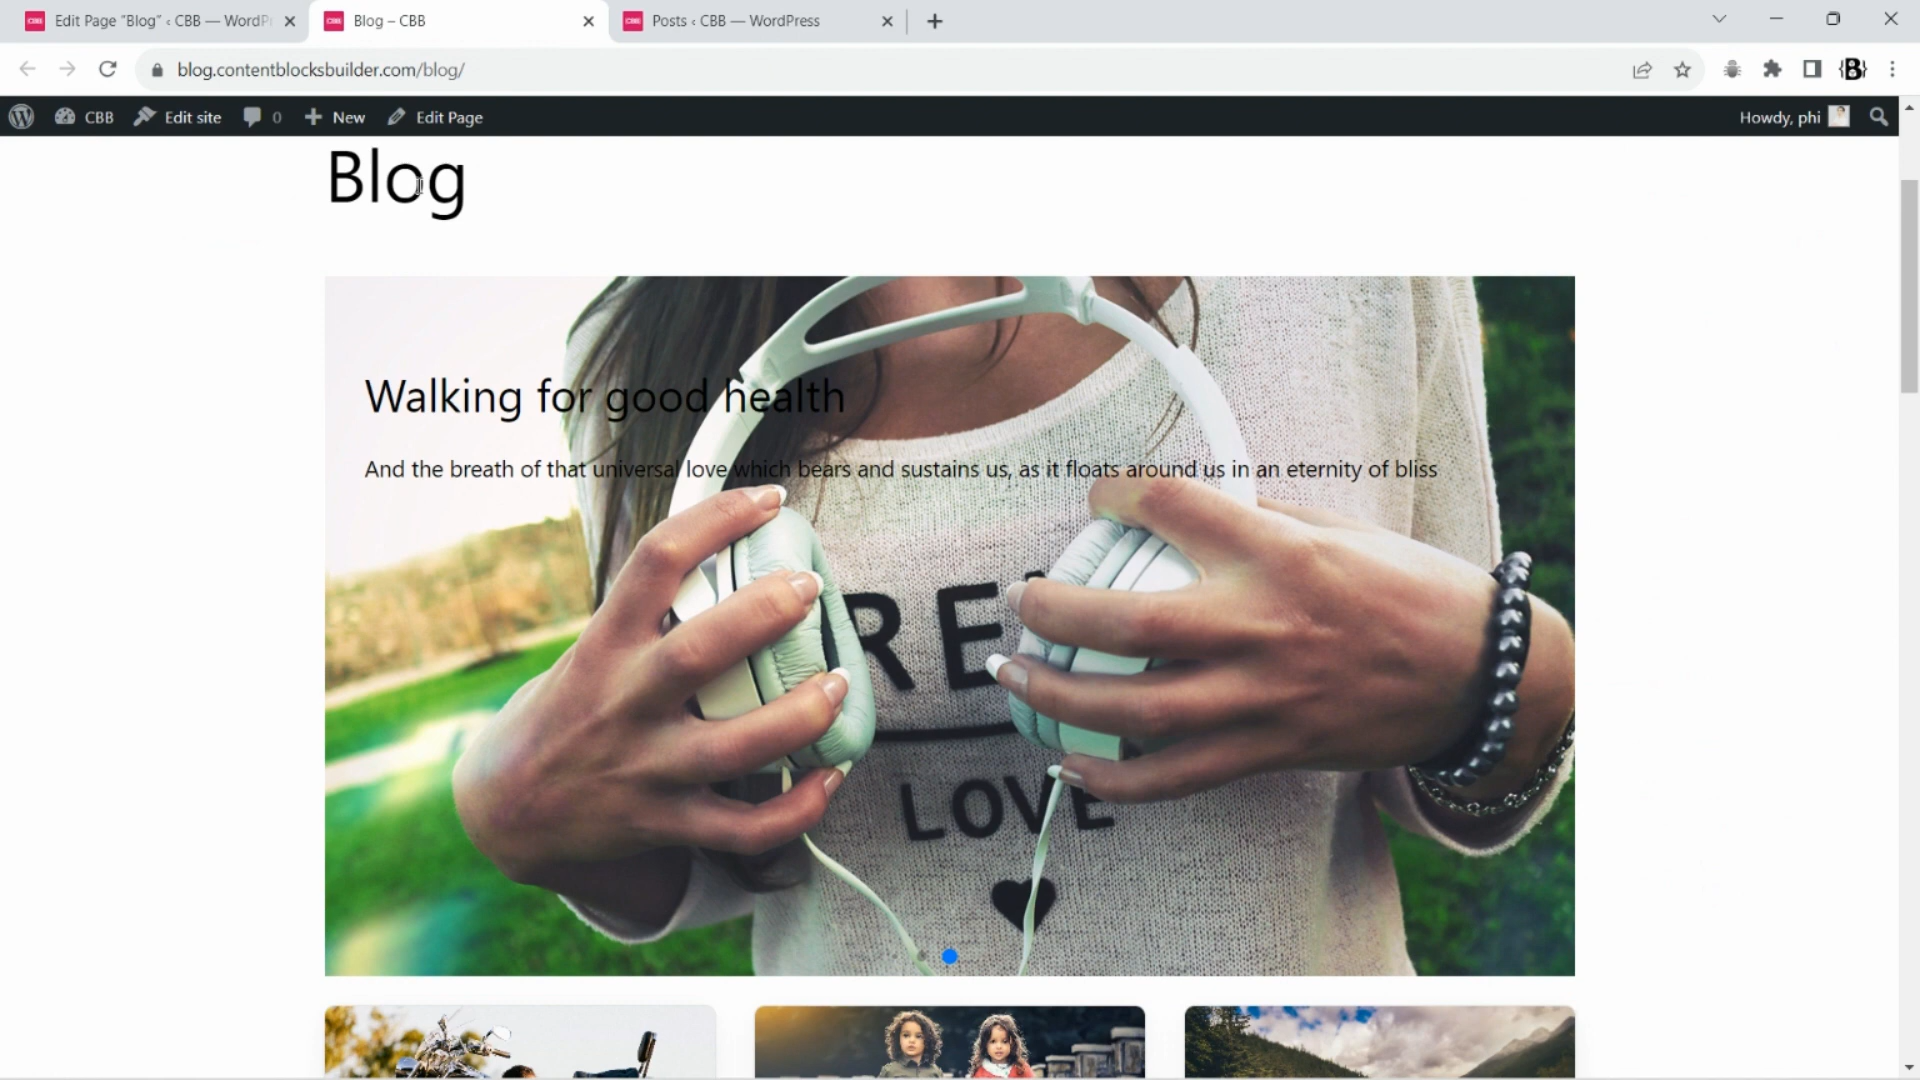 Edit Page "Blog" ‹ CBB — WordP
Blog – CBB
Posts ‹ CBB — WordPress
blog.contentblocksbuilder.com/blog/
CBB
Edit site
0
New
Edit Page
Howdy, phi
Blog
Walking for good health
And the breath of that universal love which bears and sustains us, as it floats around us in an eternity of bliss
RE
LOVE